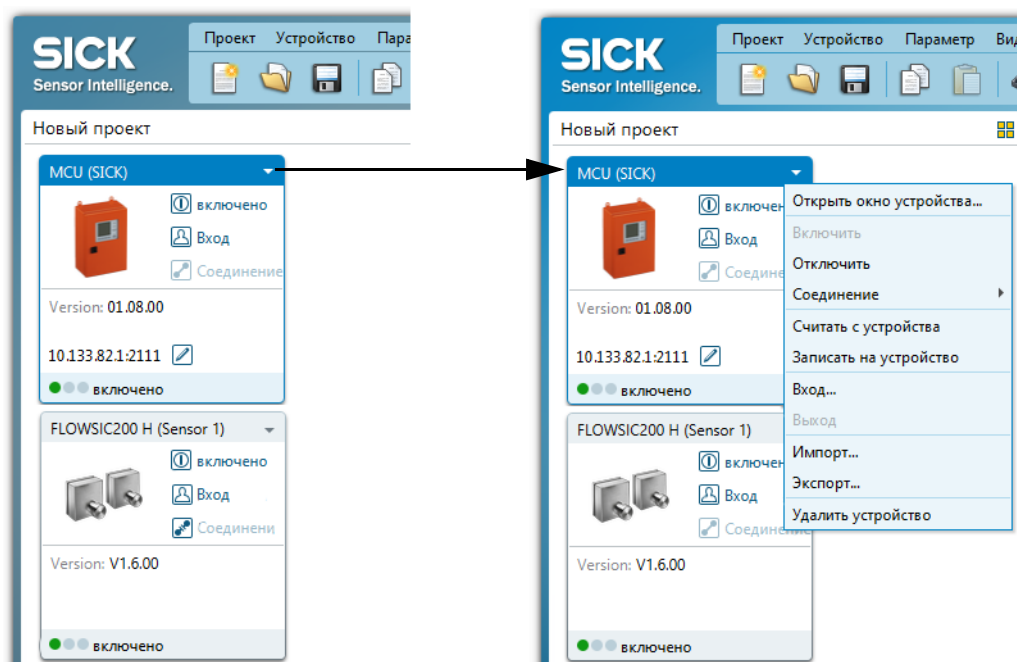 SICK
Sensor Intelligence.
Проект Устройство Пара
Новый проект
MCU (SICK)
включено
Вход
Соединение
Version: 01.08.00
10.133.82.1:2111
включено
FLOWSIC200 H (Sensor 1)
включено
Вход
Соединени
Version: V1.6.00
включено
SICK
Sensor Intelligence.
Проект Устройство Параметр Вид
Новый проект
MCU (SICK)
включен
Вход
Соедине
Version: 01.08.00
10.133.82.1:2111
включено
Открыть окно устройства...
Включить
Отключить
Соединение
Считать с устройства
Записать на устройство
Вход...
Выход
Импорт...
Экспорт...
Удалить устройство
FLOWSIC200 H (Sensor 1)
включен
Вход
Соединение
Version: V1.6.00
включено